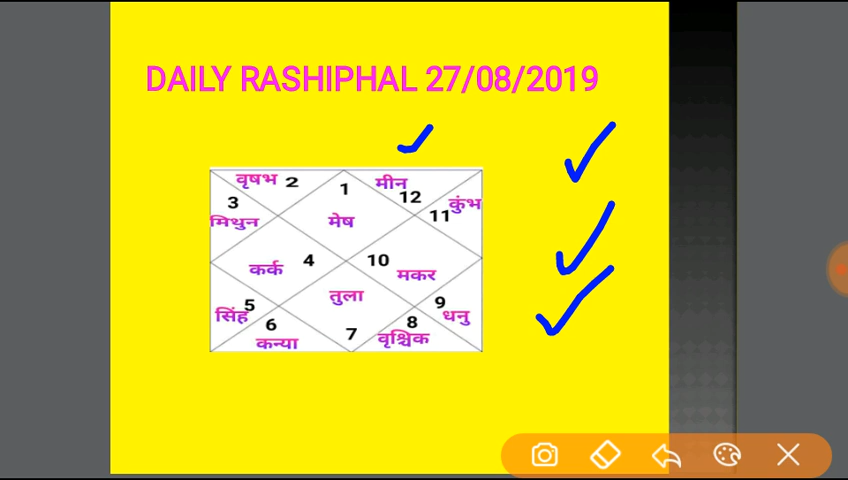 DAILY RASHIPHAL 27/08/2019
वृषभ 2
1
मीन
12
3
मिथुन
मेष
11
कुंभ
कर्क 4
10
मकर
तुला
5
सिंह
6
कन्या
7
8
वृश्चिक
9
धनु